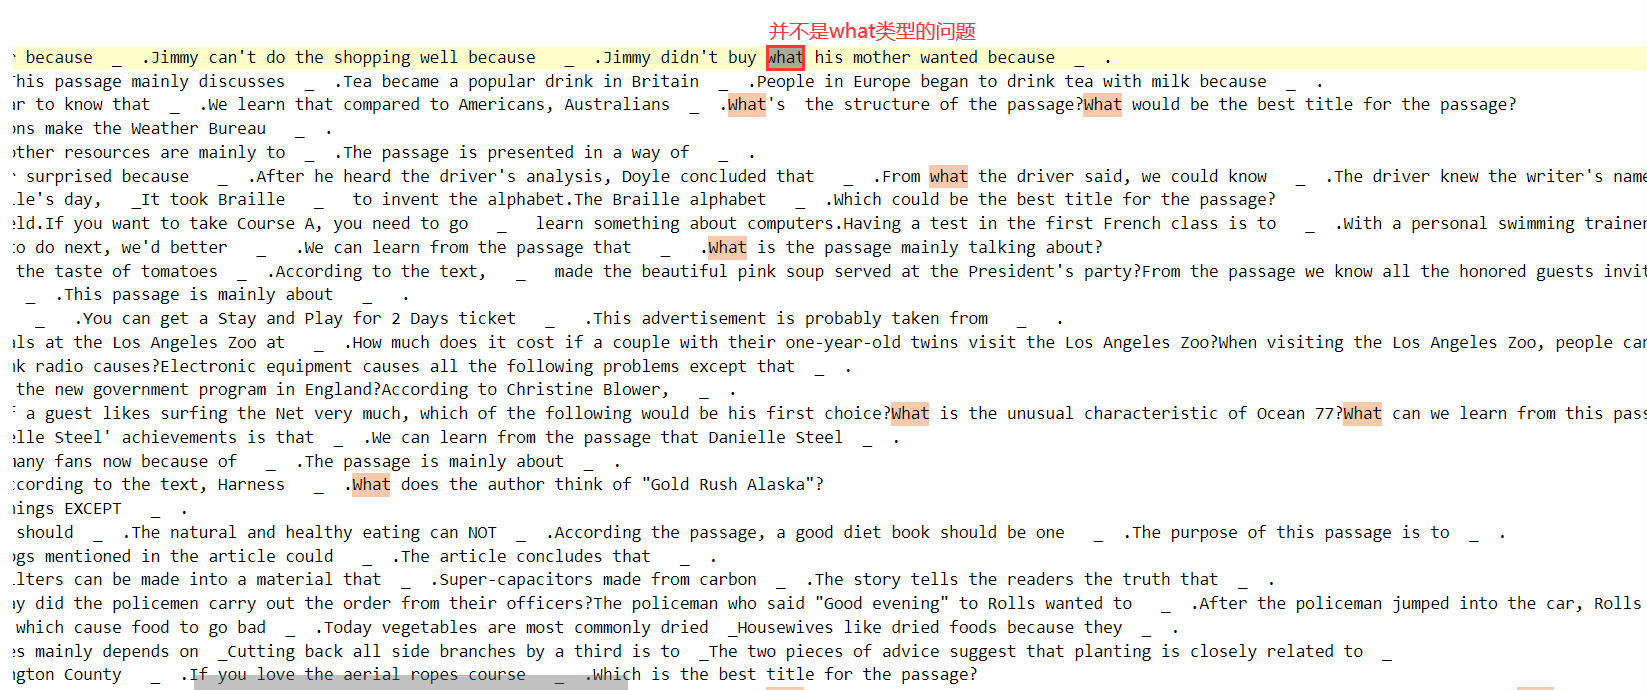 并不是what类型的问题
because _ .Jimmy can't do the shopping well because _ .Jimmy didn't buy what his mother wanted because _ .
This passage mainly discusses _ .Tea became a popular drink in Britain _ .People in Europe began to drink tea with milk because _ .
ar to know that _ .We learn that compared to Americans, Australians _ .What's the structure of the passage?What would be the best title for the passage?
ons make the Weather Bureau _ .
other resources are mainly to _ .The passage is presented in a way of _ .
surprised because _ .After he heard the driver's analysis, Doyle concluded that _ .From what the driver said, we could know _ .The driver knew the writer's name
le's day, _It took Braille _ to invent the alphabet.The Braille alphabet _ .Which could be the best title for the passage?
eld.If you want to take Course A, you need to go _ learn something about computers.Having a test in the first French class is to _ .With a personal swimming trainer
to do next, we'd better _ .We can learn from the passage that _ .What is the passage mainly talking about?
the taste of tomatoes _ .According to the text, _ made the beautiful pink soup served at the President's party?From the passage we know all the honored guests invit
_ .This passage is mainly about _ .
_ .You can get a Stay and Play for 2 Days ticket _ .This advertisement is probably taken from _ .
als at the Los Angeles Zoo at _ .How much does it cost if a couple with their one-year-old twins visit the Los Angeles Zoo?When visiting the Los Angeles Zoo, people can
nk radio causes?Electronic equipment causes all the following problems except that _ .
the new government program in England?According to Christine Blower, _ .
f a guest likes surfing the Net very much, which of the following would be his first choice?What is the unusual characteristic of Ocean 77?What can we learn from this pass
elle Steel' achievements is that _ .We can learn from the passage that Danielle Steel _ .
many fans now because of _ .The passage is mainly about _ .
ccording to the text, Harness _ .What does the author think of "Gold Rush Alaska"?
hings EXCEPT _ .
should _ .The natural and healthy eating can NOT _ .According the passage, a good diet book should be one _ .The purpose of this passage is to _ .
ogs mentioned in the article could _ .The article concludes that _ .
ilters can be made into a material that _ .Super-capacitors made from carbon _ .The story tells the readers the truth that _ .
ay did the policemen carry out the order from their officers?The policeman who said "Good evening" to Rolls wanted to _ .After the policeman jumped into the car, Rolls
which cause food to go bad _ .Today vegetables are most commonly dried _Housewives like dried foods because they _ .
es mainly depends on _Cutting back all side branches by a third is to _The two pieces of advice suggest that planting is closely related to _
ngton County _ .If you love the aerial ropes course _ .Which is the best title for the passage?